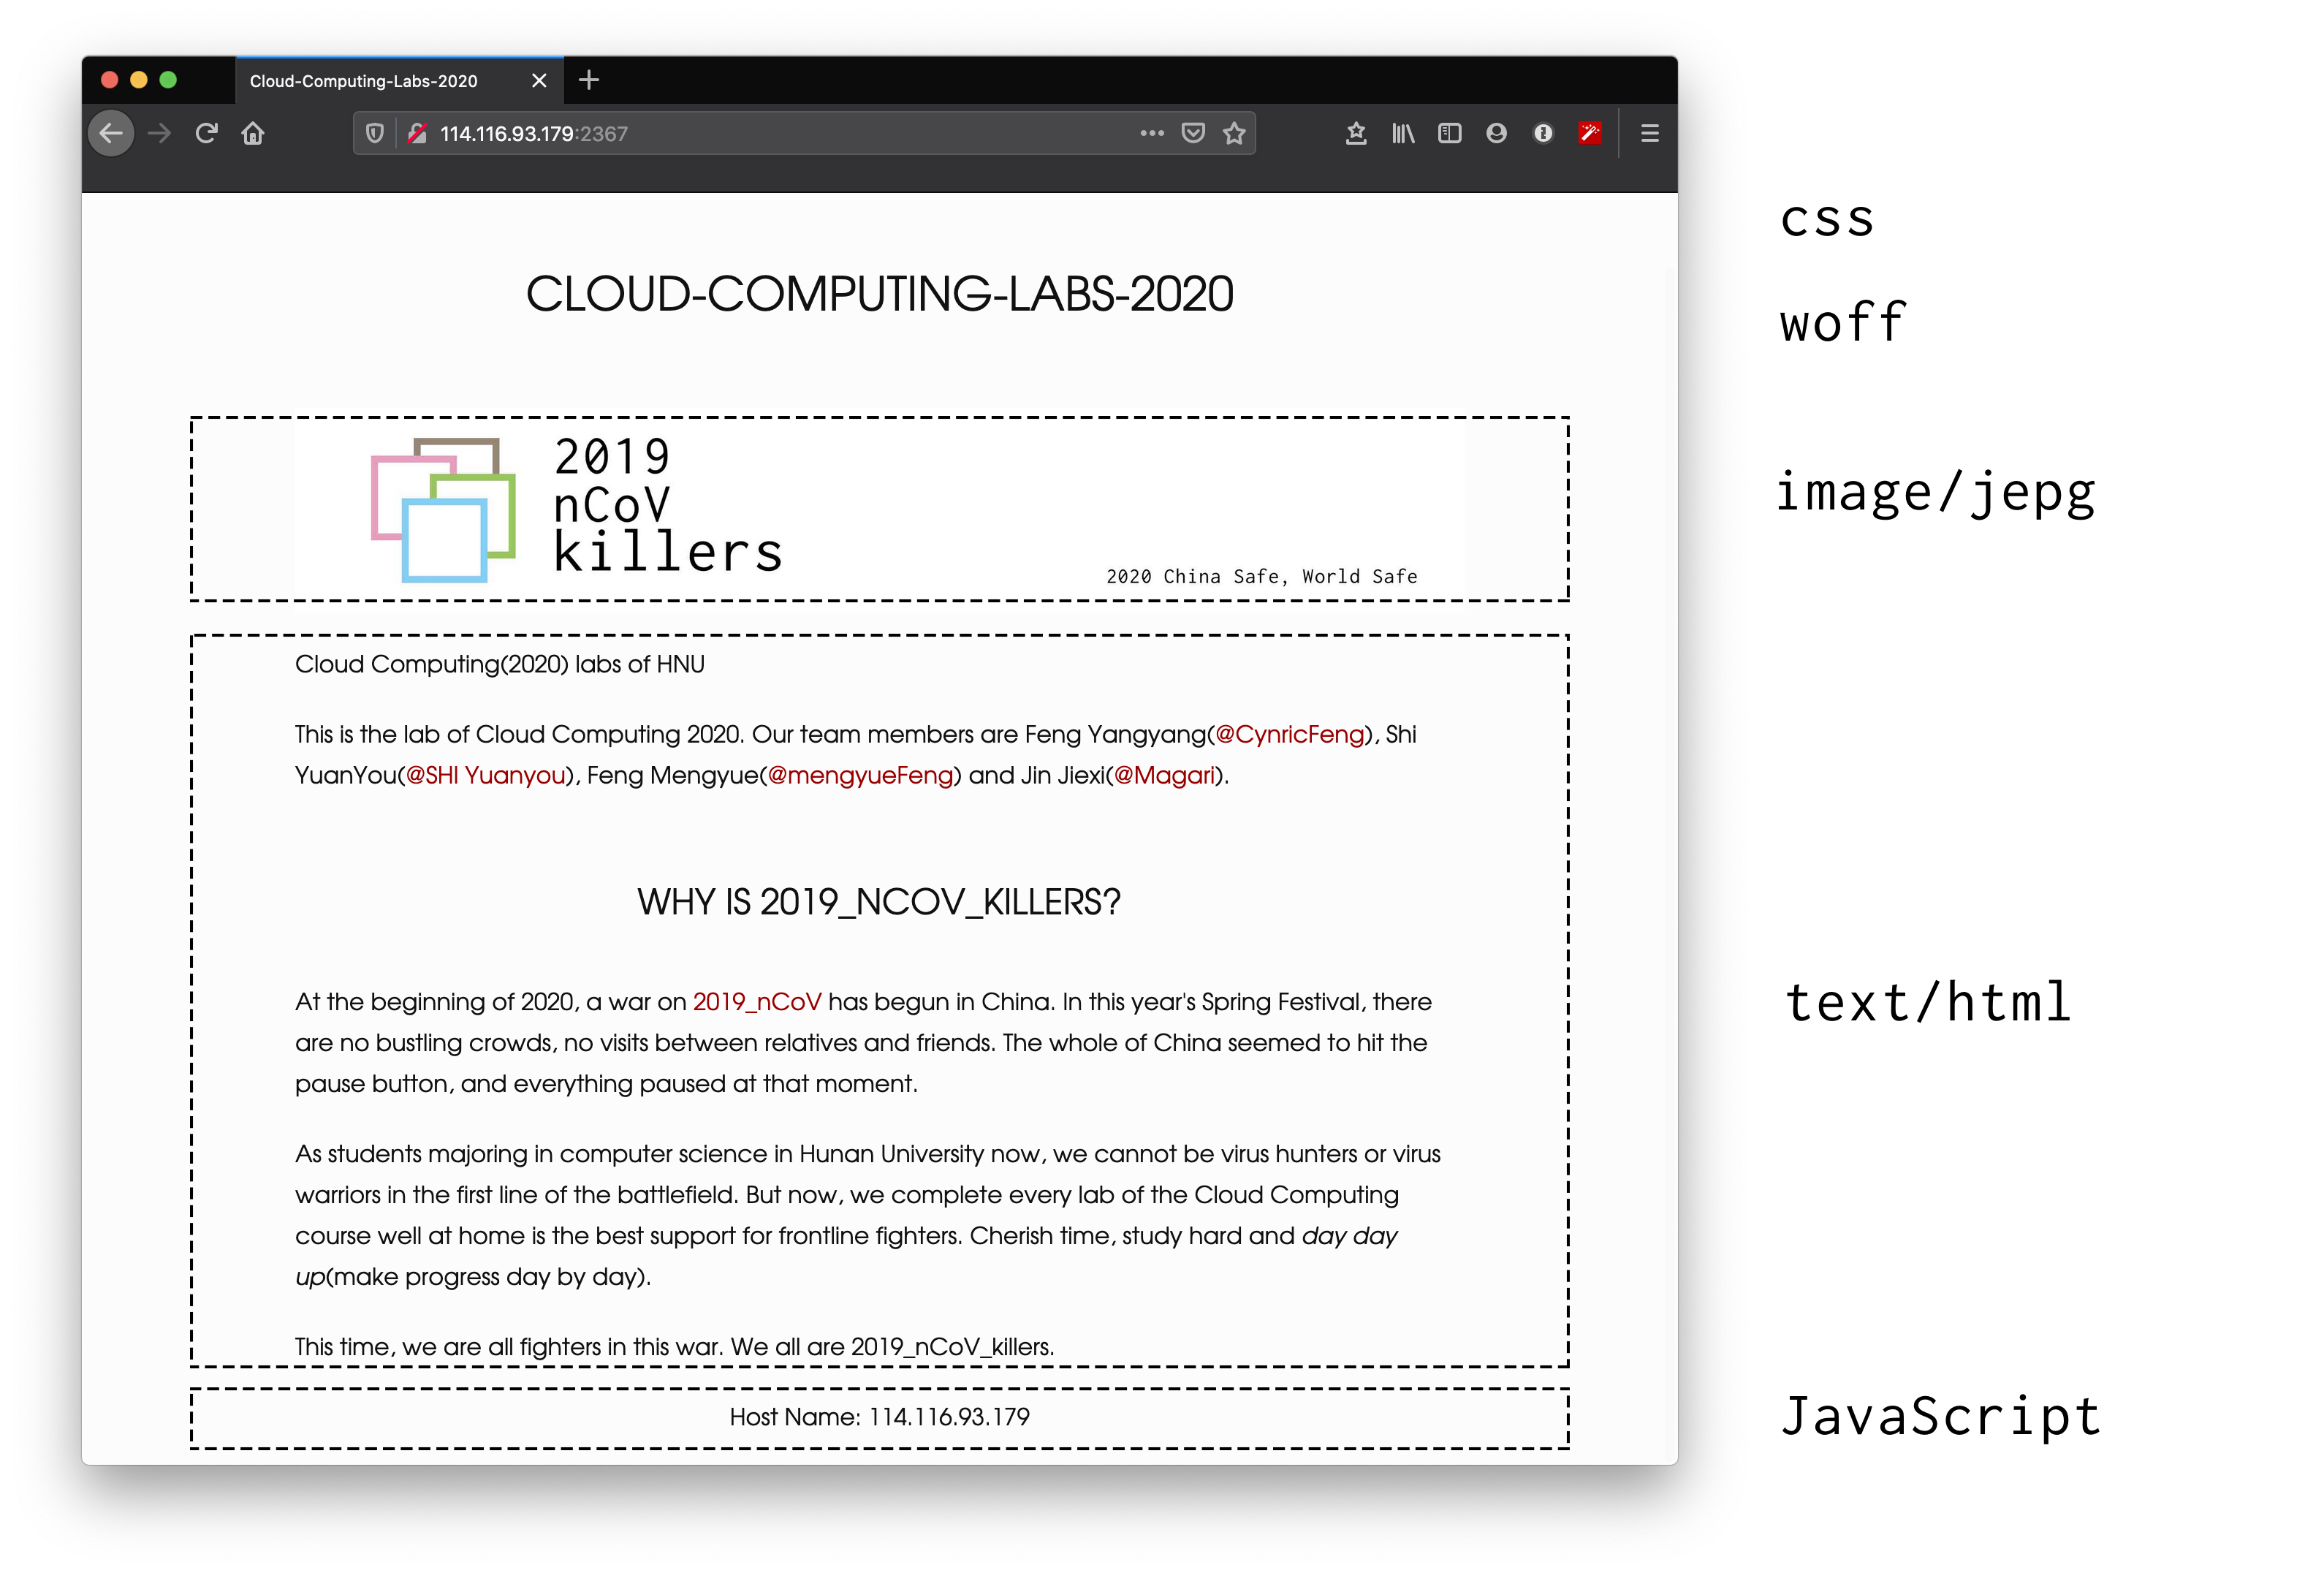 Cloud-Computing-Labs-2020
114.116.93.179:2367
CLOUD-COMPUTING-LABS-2020
css
woff
2019
nCoV
killers
2020 China Safe, World Safe
image/jepg
Cloud Computing(2020) labs of HNU
This is the lab of Cloud Computing 2020. Our team members are Feng Yangyang(@CynricFeng), Shi
YuanYou(@SHI Yuanyou), Feng Mengyue(@mengyueFeng) and Jin Jiexi(@Magari).
WHY IS 2019_NCOV_KILLERS?
At the beginning of 2020, a war on 2019_nCoV has begun in China. In this year's Spring Festival, there
are no bustling crowds, no visits between relatives and friends. The whole of China seemed to hit the
pause button, and everything paused at that moment.
As students majoring in computer science in Hunan University now, we cannot be virus hunters or virus
warriors in the first line of the battlefield. But now, we complete every lab of the Cloud Computing
course well at home is the best support for frontline fighters. Cherish time, study hard and day day
up(make progress day by day).
This time, we are all fighters in this war. We all are 2019_nCoV_killers.
text/html
Host Name: 114.116.93.179
JavaScript